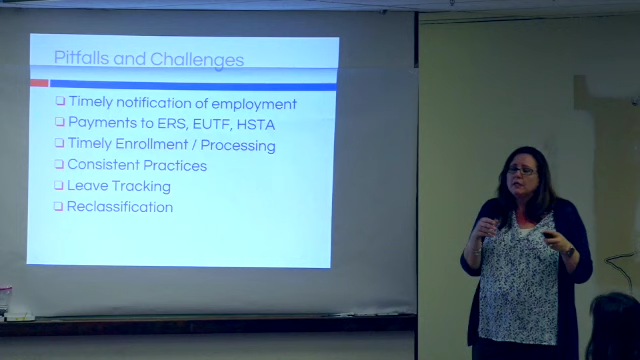 Pitfalls and Challenges
Timely notification of employment
Payments to ERS, EUTF, HSTA
Timely Enrollment / Processing
Consistent Practices
Leave Tracking
Reclassification